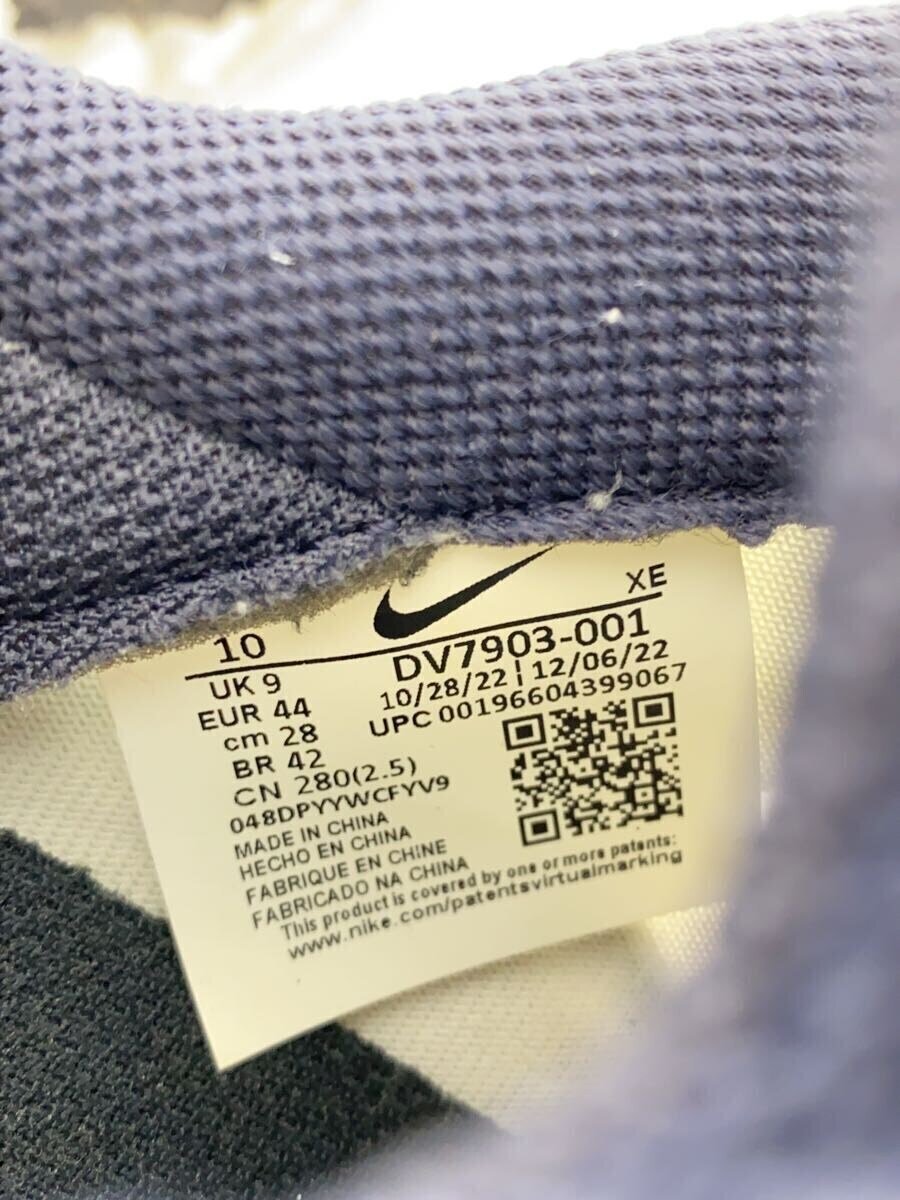 XE
10
DV7903-001
UK 9
10/28/22 | 12/06/22
EUR 44
UPC 00196604399067
cm 28
BR 42
CN 280(2.5)
048DPYYWCFYV9
MADE IN CHINA
HECHO EN CHINA
FABRIQUE EN CHINE
FABRICADO NA CHINA
This product is covered by one or more patents:
www.nike.com/patentsvirtualmarking